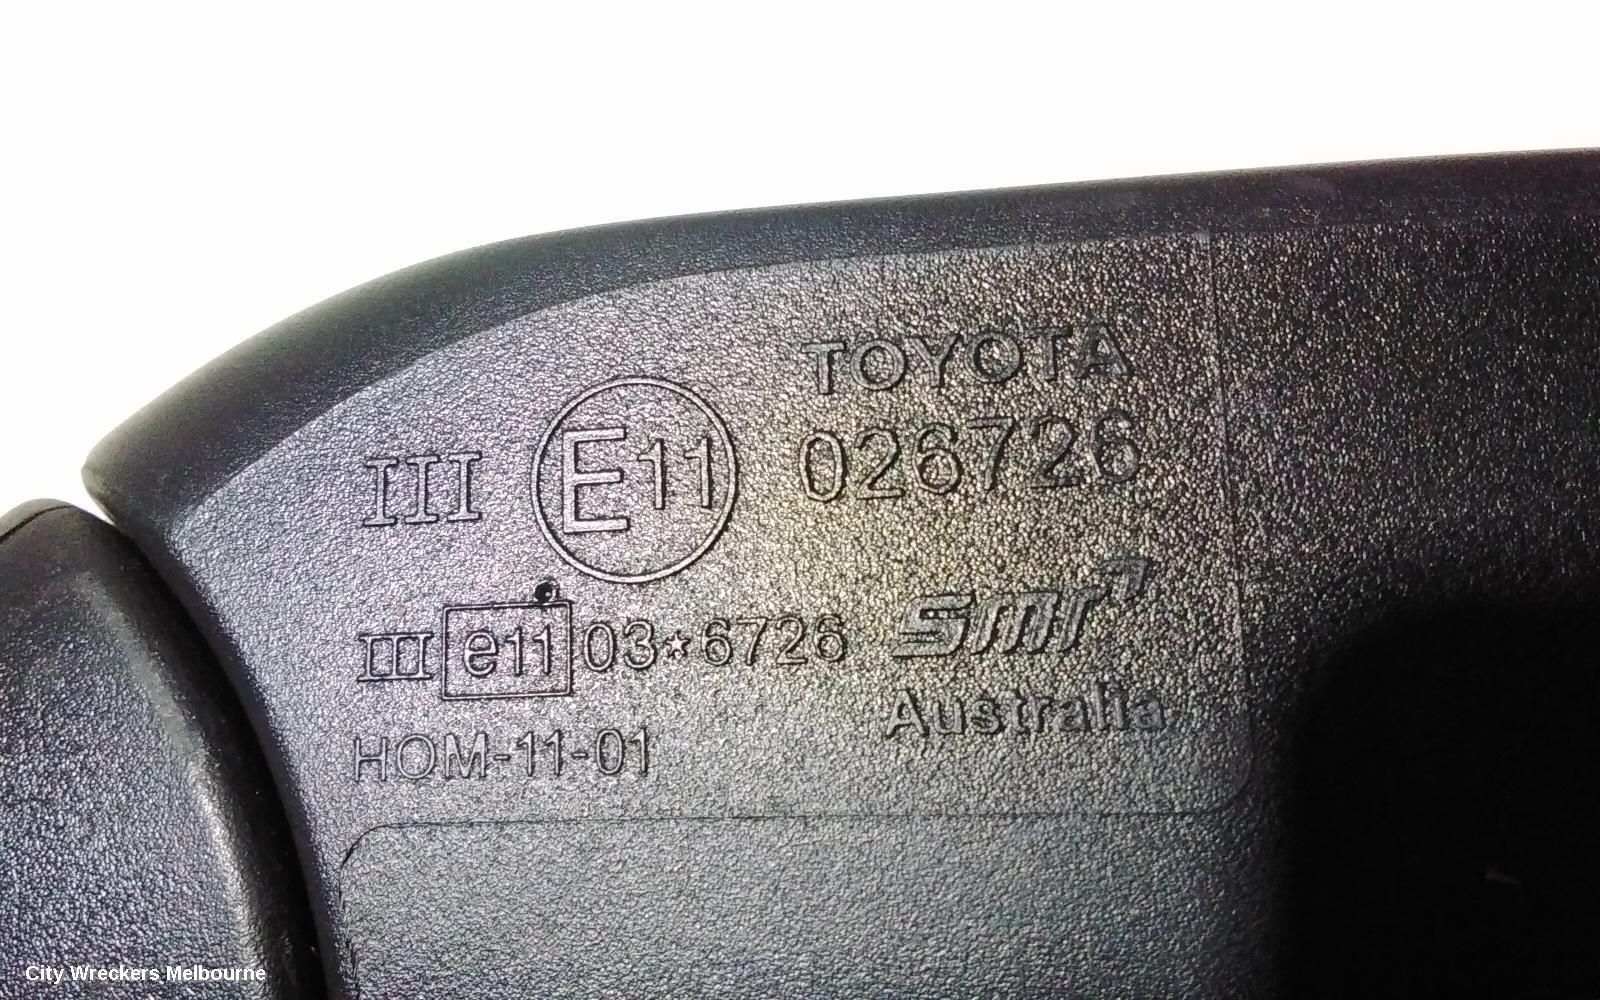 TOYOTA
III E11 026726
III e11 03*6726 smr
Australia
HOM-11-01
City Wreckers Melbourne